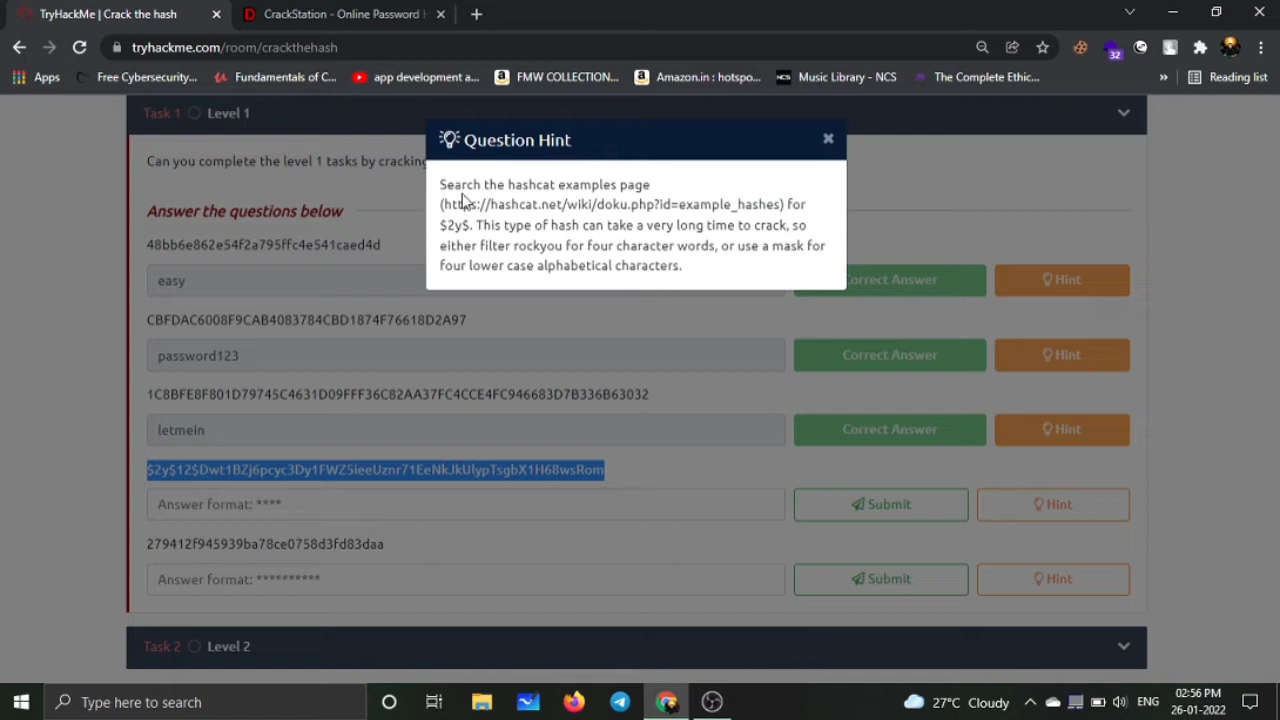 TryHackMe | Crack the hash
CrackStation - Online Password
tryhackme.com/room/crackthehash
32
Apps
Free Cybersecurity...
Fundamentals of C...
app development a...
FMW COLLECTION...
Amazon.in : hotspo...
NCS
Music Library - NCS
The Complete Ethic...
»
Reading list
Task 1
Level 1
Can you complete the level 1 tasks by cracking
Question Hint
Search the hashcat examples page
(https://hashcat.net/wiki/doku.php?id=example_hashes) for
$2y$. This type of hash can take a very long time to crack, so
either filter rockyou for four character words, or use a mask for
four lower case alphabetical characters.
Answer the questions below
48bb6e862e54f2a795ffc4e541caed4d
easy
Correct Answer
Hint
CBFDAC6008F9CAB4083784CBD1874F76618D2A97
password123
Correct Answer
Hint
1C8BFE8F801D79745C4631D09FFF36C82AA37FC4CCE4FC946683D7B336B63032
letmein
Correct Answer
Hint
$2y$12$Dwt1BZj6pcyc3Dy1FWZ5ieeUznr71EeNkJkUlypTsgbX1H68wsRom
Answer format: ****
Submit
Hint
279412f945939ba78ce0758d3fd83daa
Answer format: **********
Submit
Hint
Task 2
Level 2
Type here to search
27°C Cloudy
ENG
02:56 PM
26-01-2022